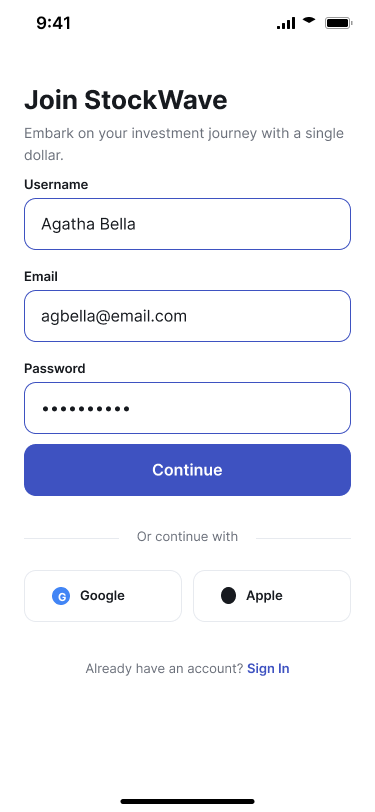 9:41
Join StockWave
Embark on your investment journey with a single
dollar.
Username
Agatha Bella
Email
agbella@email.com
Password
••••••••••
Continue
Or continue with
G Google
Apple
Already have an account? Sign In